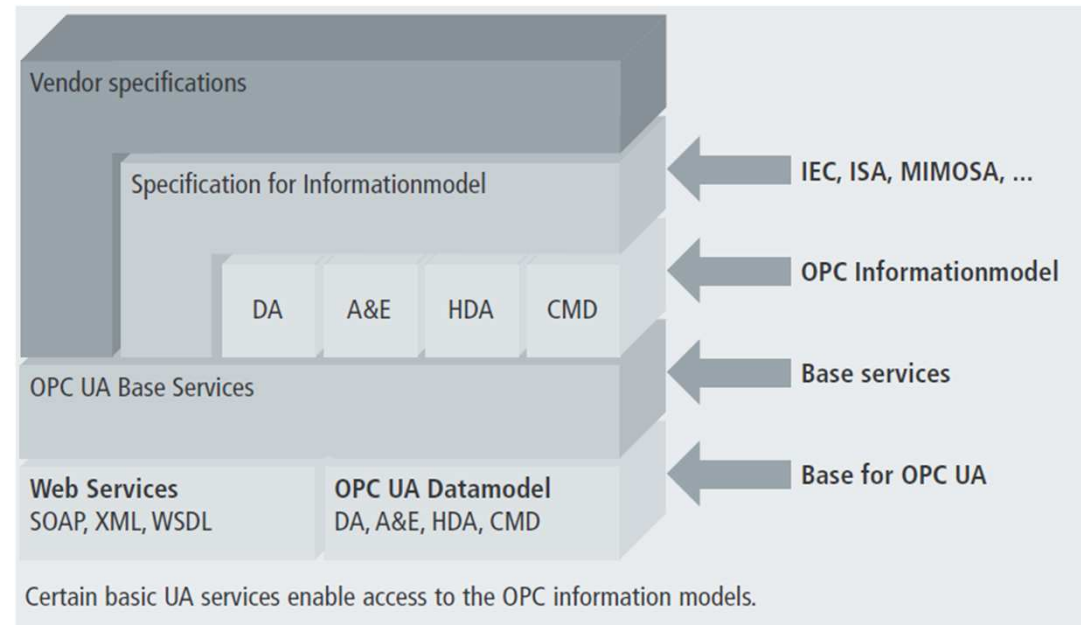 Vendor specifications
Specification for Informationmodel
IEC, ISA, MIMOSA, ...
DA
A&E
HDA
CMD
OPC Informationmodel
OPC UA Base Services
Base services
Web Services
SOAP, XML, WSDL
OPC UA Datamodel
DA, A&E, HDA, CMD
Base for OPC UA
Certain basic UA services enable access to the OPC information models.